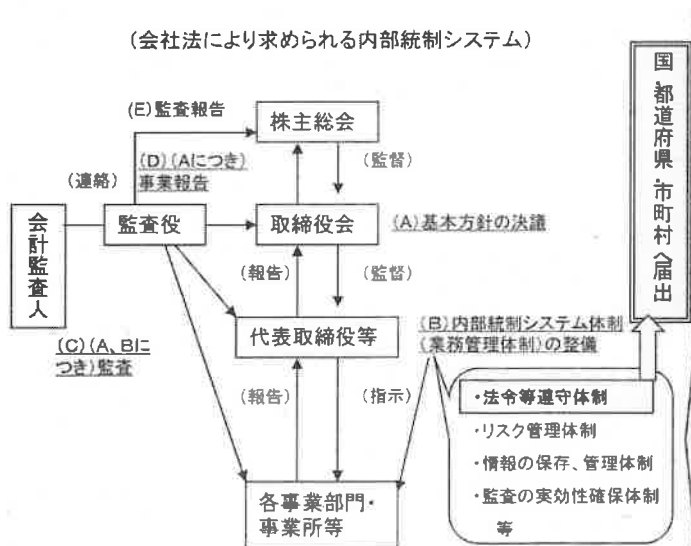 (会社法により求められる内部統制システム)
国・都道府県・市町村へ届出
(E)監査報告
株主総会
(D)(Aにつき)
事業報告
(監督)
(連絡)
会計監査人
監査役
取締役会
(A)基本方針の決議
(報告)
(監督)
(B)内部統制システム体制
(業務管理体制)の整備
代表取締役等
(C)(A、Bに
つき)監査
(報告)
(指示)
・法令等遵守体制
・リスク管理体制
・情報の保存、管理体制
・監査の実効性確保体制
等
各事業部門・
事業所等